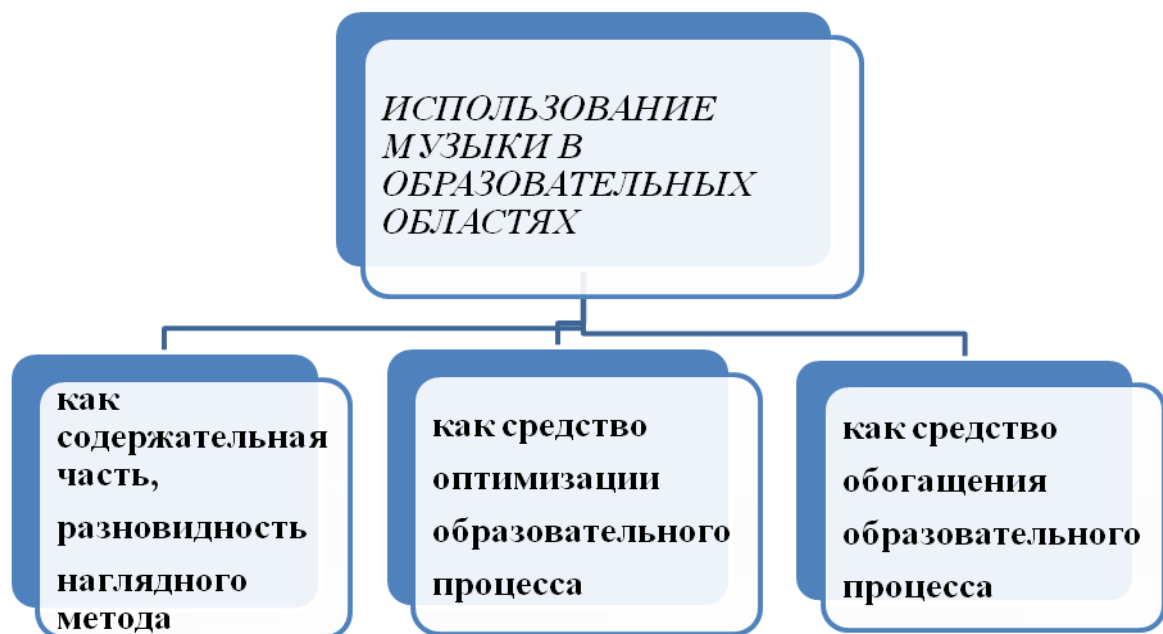 ИСПОЛЬЗОВАНИЕ
МУЗЫКИ В
ОБРАЗОВАТЕЛЬНЫХ
ОБЛАСТЯХ
как
содержательная
часть,
разновидность
наглядного
метода
как средство
оптимизации
образовательного
процесса
как средство
обогащения
образовательного
процесса